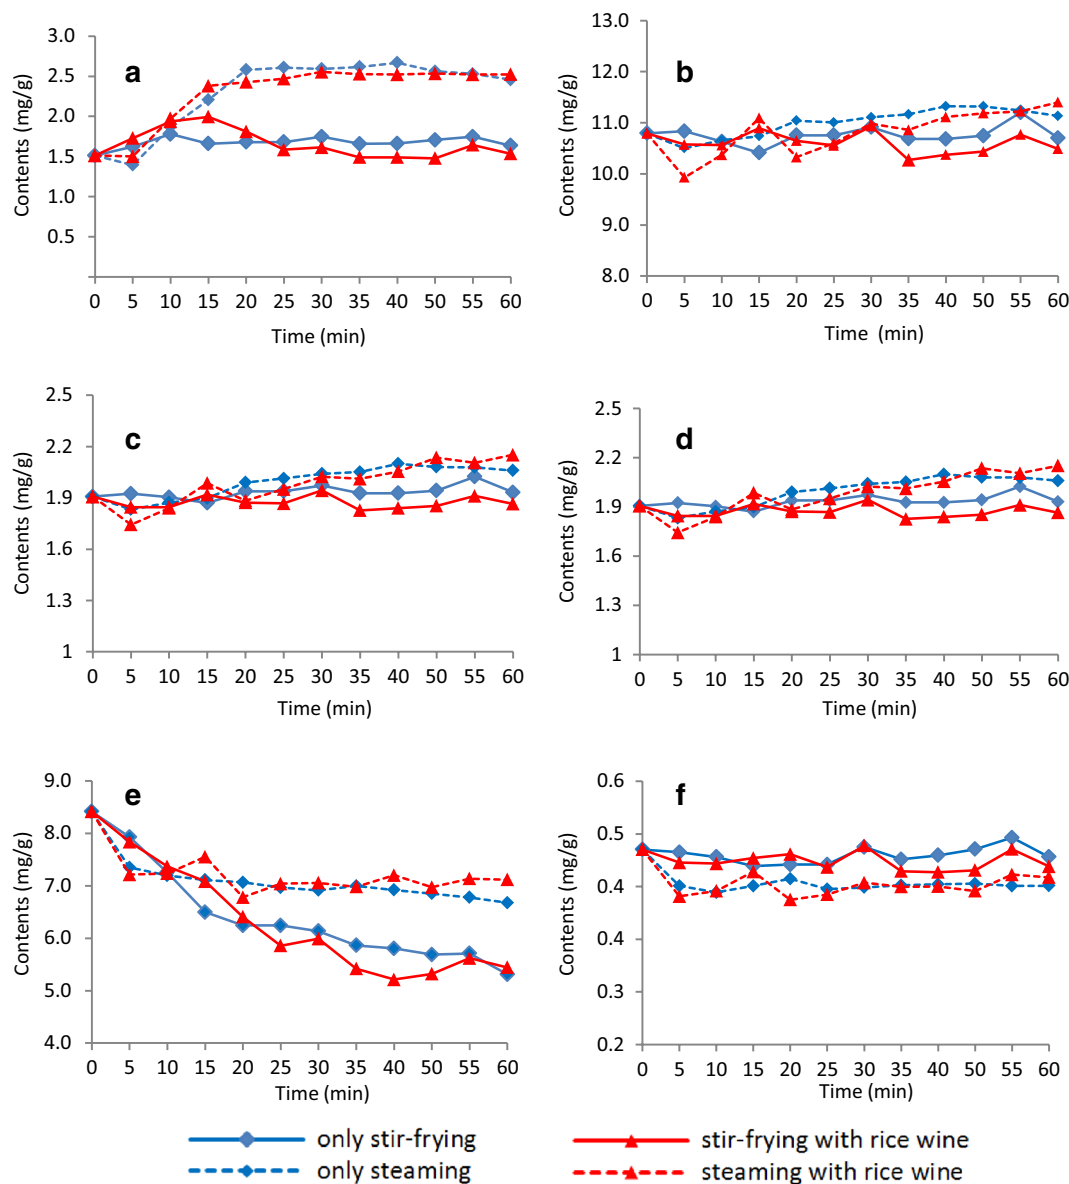 a
Contents (mg/g)
3.0
2.5
2.0
1.5
1.0
0.5
0 5 10 15 20 25 30 35 40 50 55 60
Time (min)
b
Contents (mg/g)
13.0
12.0
11.0
10.0
9.0
8.0
0 5 10 15 20 25 30 35 40 50 55 60
Time (min)
c
Contents (mg/g)
2.5
2.2
1.9
1.6
1.3
1
0 5 10 15 20 25 30 35 40 50 55 60
Time (min)
d
Contents (mg/g)
2.5
2.2
1.9
1.6
1.3
1
0 5 10 15 20 25 30 35 40 50 55 60
Time (min)
e
Contents (mg/g)
9.0
8.0
7.0
6.0
5.0
4.0
0 5 10 15 20 25 30 35 40 50 55 60
Time (min)
f
Contents (mg/g)
0.6
0.5
0.4
0.4
0.3
0.2
0 5 10 15 20 25 30 35 40 50 55 60
Time (min)
only stir-frying
stir-frying with rice wine
only steaming
steaming with rice wine